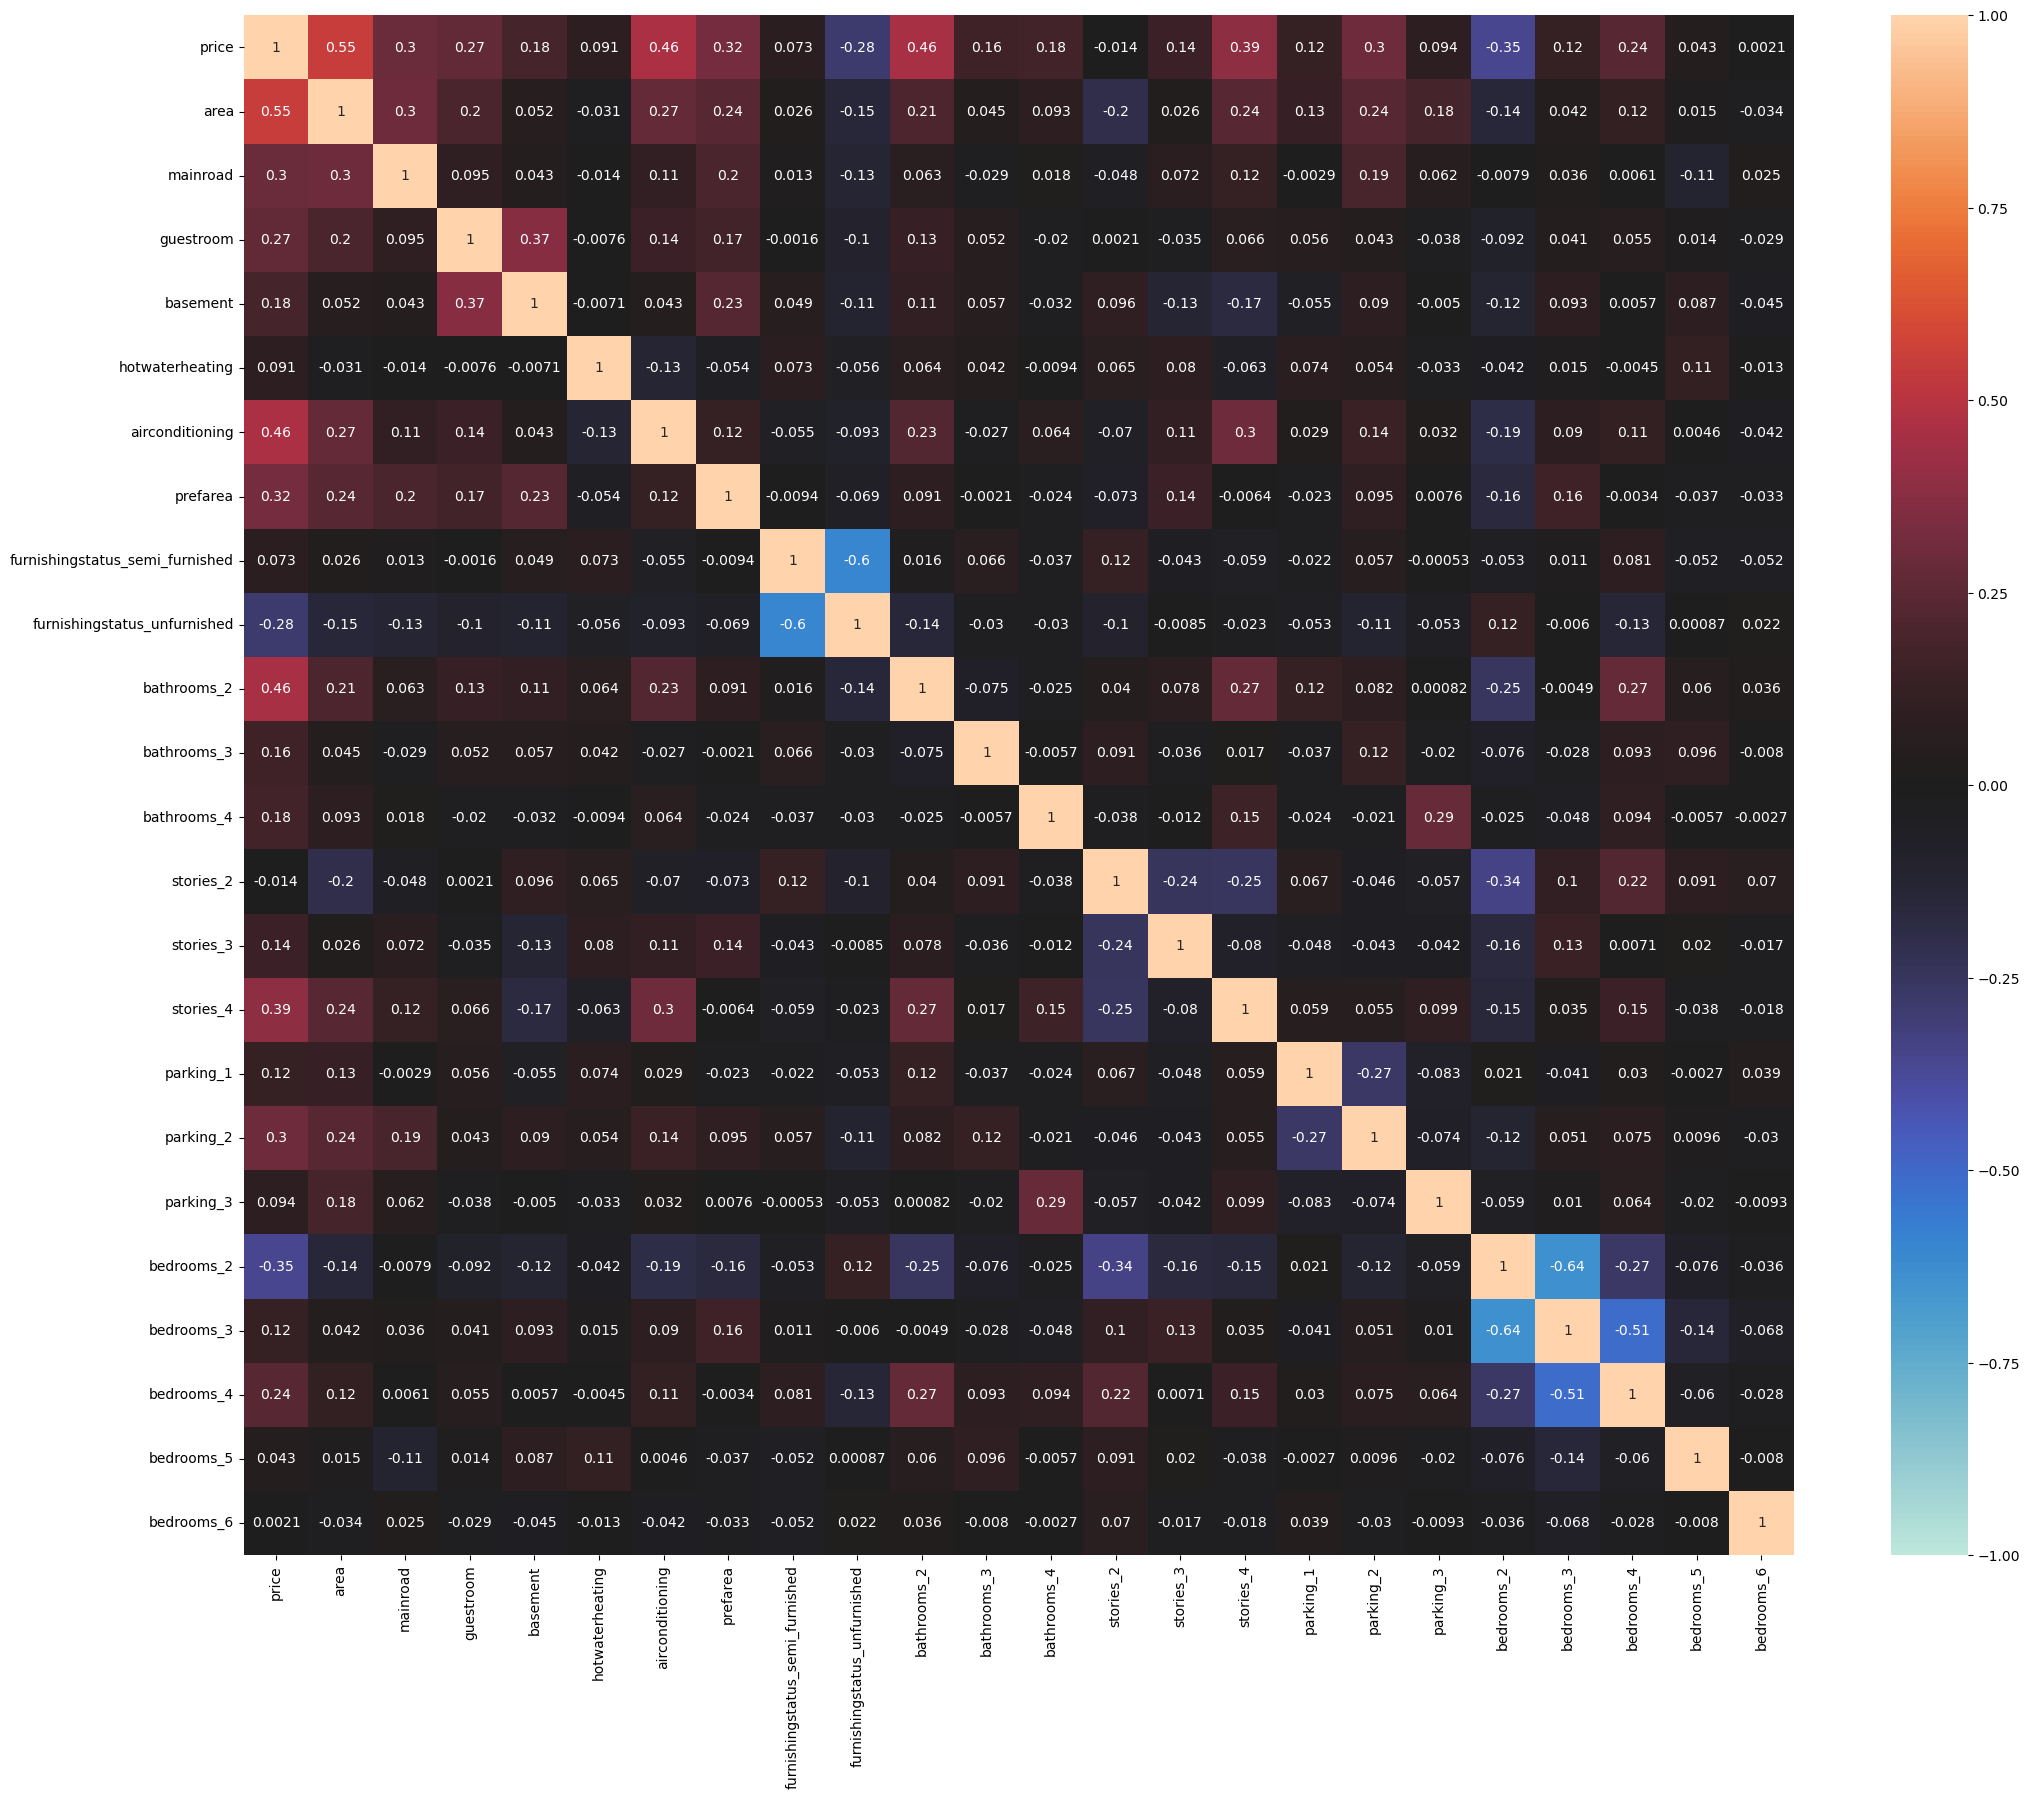 price 1 0.55 0.3 0.27 0.18 0.091 0.46 0.32 0.073 -0.28 0.46 0.16 0.18 -0.014 0.14 0.39 0.12 0.3 0.094 -0.35 0.12 0.24 0.043 0.0021
area 0.55 1 0.3 0.2 0.052 -0.031 0.27 0.24 0.026 -0.15 0.21 0.045 0.093 -0.2 0.026 0.24 0.13 0.24 0.18 -0.14 0.042 0.12 0.015 -0.034
mainroad 0.3 0.3 1 0.095 0.043 -0.014 0.11 0.2 0.013 -0.13 0.063 -0.029 0.018 -0.048 0.072 0.12 -0.0029 0.19 0.062 -0.0079 0.036 0.0061 -0.11 0.025
guestroom 0.27 0.2 0.095 1 0.37 -0.0076 0.14 0.17 -0.0016 -0.1 0.13 0.052 -0.02 0.0021 -0.035 0.066 0.056 0.043 -0.038 -0.092 0.041 0.055 0.014 -0.029
basement 0.18 0.052 0.043 0.37 1 -0.0071 0.043 0.23 0.049 -0.11 0.11 0.057 -0.032 0.096 -0.13 -0.17 -0.055 0.09 -0.005 -0.12 0.093 0.0057 0.087 -0.045
hotwaterheating 0.091 -0.031 -0.014 -0.0076 -0.0071 1 -0.13 -0.054 0.073 -0.056 0.064 0.042 -0.0094 0.065 0.08 -0.063 0.074 0.054 -0.033 -0.042 0.015 -0.0045 0.11 -0.013
airconditioning 0.46 0.27 0.11 0.14 0.043 -0.13 1 0.12 -0.055 -0.093 0.23 -0.027 0.064 -0.07 0.11 0.3 0.029 0.14 0.032 -0.19 0.09 0.11 0.0046 -0.042
prefarea 0.32 0.24 0.2 0.17 0.23 -0.054 0.12 1 -0.0094 -0.069 0.091 -0.0021 -0.024 -0.073 0.14 -0.0064 -0.023 0.095 0.0076 -0.16 0.16 -0.0034 -0.037 -0.033
furnishingstatus_semi_furnished 0.073 0.026 0.013 -0.0016 0.049 0.073 -0.055 -0.0094 1 -0.6 0.016 0.066 -0.037 0.12 -0.043 -0.059 -0.022 0.057 -0.00053 -0.053 0.011 0.081 -0.052 -0.052
furnishingstatus_unfurnished -0.28 -0.15 -0.13 -0.1 -0.11 -0.056 -0.093 -0.069 -0.6 1 -0.14 -0.03 -0.03 -0.1 -0.0085 -0.023 -0.053 -0.11 -0.053 0.12 -0.006 -0.13 0.00087 0.022
bathrooms_2 0.46 0.21 0.063 0.13 0.11 0.064 0.23 0.091 0.016 -0.14 1 -0.075 -0.025 0.04 0.078 0.27 0.12 0.082 0.00082 -0.25 -0.0049 0.27 0.06 0.036
bathrooms_3 0.16 0.045 -0.029 0.052 0.057 0.042 -0.027 -0.0021 0.066 -0.03 -0.075 1 -0.0057 0.091 -0.036 0.017 -0.037 0.12 -0.02 -0.076 -0.028 0.093 0.096 -0.008
bathrooms_4 0.18 0.093 0.018 -0.02 -0.032 -0.0094 0.064 -0.024 -0.037 -0.03 -0.025 -0.0057 1 -0.038 -0.012 0.15 -0.024 -0.021 0.29 -0.025 -0.048 0.094 -0.0057 -0.0027
stories_2 -0.014 -0.2 -0.048 0.0021 0.096 0.065 -0.07 -0.073 0.12 -0.1 0.04 0.091 -0.038 1 -0.24 -0.25 0.067 -0.046 -0.057 -0.34 0.1 0.22 0.091 0.07
stories_3 0.14 0.026 0.072 -0.035 -0.13 0.08 0.11 0.14 -0.043 -0.0085 0.078 -0.036 -0.012 -0.24 1 -0.08 -0.048 -0.043 -0.042 -0.16 0.13 0.0071 0.02 -0.017
stories_4 0.39 0.24 0.12 0.066 -0.17 -0.063 0.3 -0.0064 -0.059 -0.023 0.27 0.017 0.15 -0.25 -0.08 1 0.059 0.055 0.099 -0.15 0.035 0.15 -0.038 -0.018
parking_1 0.12 0.13 -0.0029 0.056 -0.055 0.074 0.029 -0.023 -0.022 -0.053 0.12 -0.037 -0.024 0.067 -0.048 0.059 1 -0.27 -0.083 0.021 -0.041 0.03 -0.0027 0.039
parking_2 0.3 0.24 0.19 0.043 0.09 0.054 0.14 0.095 0.057 -0.11 0.082 0.12 -0.021 -0.046 -0.043 0.055 -0.27 1 -0.074 -0.12 0.051 0.075 0.0096 -0.03
parking_3 0.094 0.18 0.062 -0.038 -0.005 -0.033 0.032 0.0076 -0.00053 -0.053 0.00082 -0.02 0.29 -0.057 -0.042 0.099 -0.083 -0.074 1 -0.059 0.01 0.064 -0.02 -0.0093
bedrooms_2 -0.35 -0.14 -0.0079 -0.092 -0.12 -0.042 -0.19 -0.16 -0.053 0.12 -0.25 -0.076 -0.025 -0.34 -0.16 -0.15 0.021 -0.12 -0.059 1 -0.64 -0.27 -0.076 -0.036
bedrooms_3 0.12 0.042 0.036 0.041 0.093 0.015 0.09 0.16 0.011 -0.006 -0.0049 -0.028 -0.048 0.1 0.13 0.035 -0.041 0.051 0.01 -0.64 1 -0.51 -0.14 -0.068
bedrooms_4 0.24 0.12 0.0061 0.055 0.0057 -0.0045 0.11 -0.0034 0.081 -0.13 0.27 0.093 0.094 0.22 0.0071 0.15 0.03 0.075 0.064 -0.27 -0.51 1 -0.06 -0.028
bedrooms_5 0.043 0.015 -0.11 0.014 0.087 0.11 0.0046 -0.037 -0.052 0.00087 0.06 0.096 -0.0057 0.091 0.02 -0.038 -0.0027 0.0096 -0.02 -0.076 -0.14 -0.06 1 -0.008
bedrooms_6 0.0021 -0.034 0.025 -0.029 -0.045 -0.013 -0.042 -0.033 -0.052 0.022 0.036 -0.008 -0.0027 0.07 -0.017 -0.018 0.039 -0.03 -0.0093 -0.036 -0.068 -0.028 -0.008 1
price
area
mainroad
guestroom
basement
hotwaterheating
airconditioning
prefarea
furnishingstatus_semi_furnished
furnishingstatus_unfurnished
bathrooms_2
bathrooms_3
bathrooms_4
stories_2
stories_3
stories_4
parking_1
parking_2
parking_3
bedrooms_2
bedrooms_3
bedrooms_4
bedrooms_5
bedrooms_6
1.00
0.75
0.50
0.25
0.00
−0.25
−0.50
−0.75
−1.00